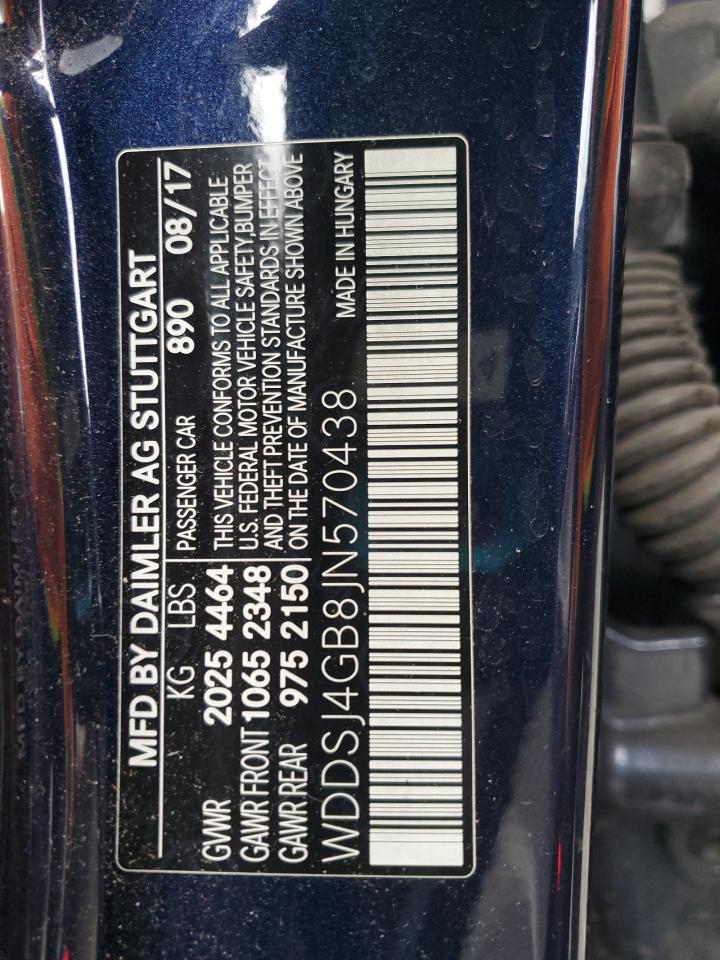 MFD BY DAIMLER AG STUTTGART
KG LBS PASSENGER CAR 890 08/17
GVWR 2025 4464 THIS VEHICLE CONFORMS TO ALL APPLICABLE
GAWR FRONT 1065 2348 U.S. FEDERAL MOTOR VEHICLE SAFETY, BUMPER
AND THEFT PREVENTION STANDARDS IN EFFECT
GAWR REAR 975 2150 ON THE DATE OF MANUFACTURE SHOWN ABOVE
WDDSJ4GB8JN570438 MADE IN HUNGARY